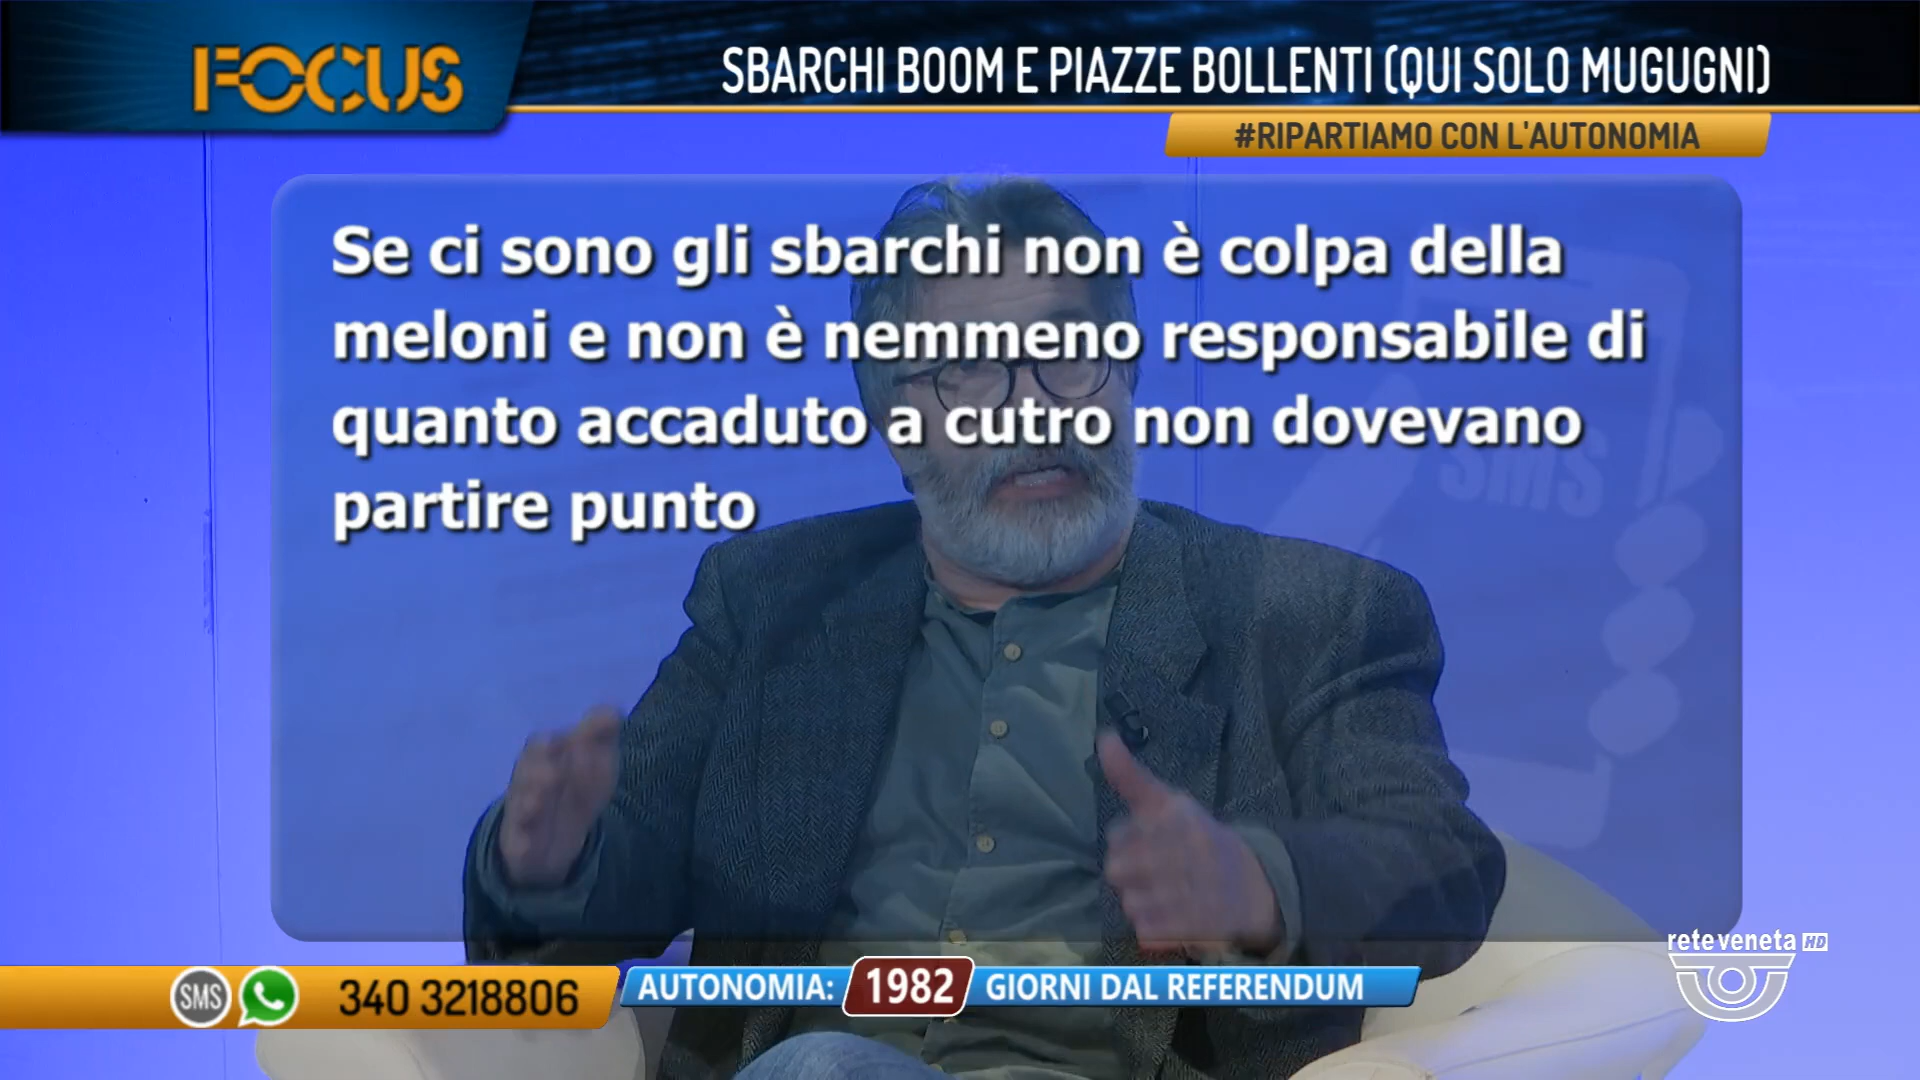 FOCUS
SBARCHI BOOM E PIAZZE BOLLENTI (QUI SOLO MUGUGNI)
#RIPARTIAMO CON L'AUTONOMIA
Se ci sono gli sbarchi non è colpa della
meloni e non è nemmeno responsabile di
quanto accaduto a cutro non dovevano
partire punto
SMS
reteveneta HD
SMS 340 3218806
AUTONOMIA: 1982 GIORNI DAL REFERENDUM